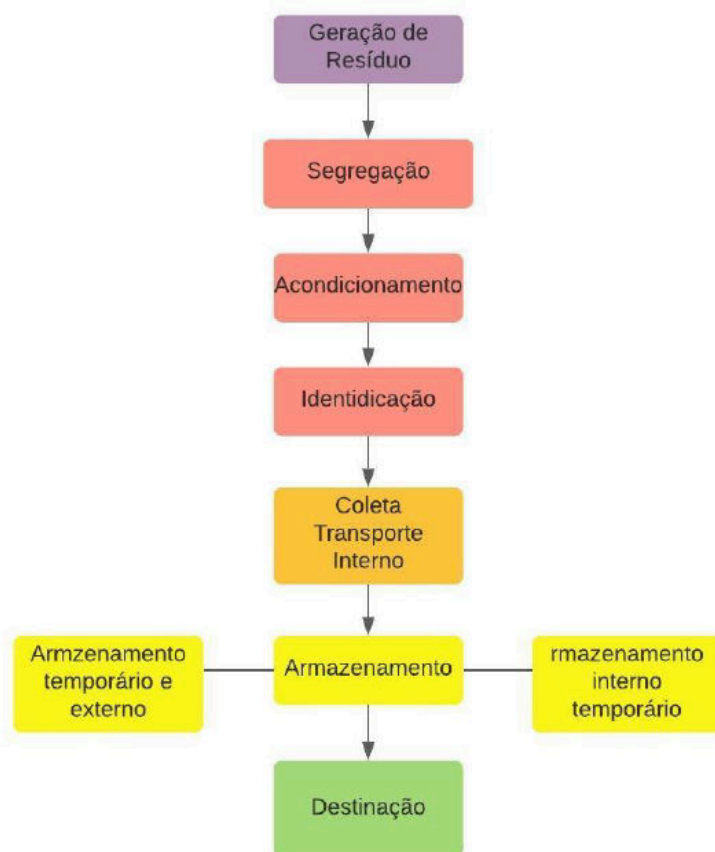 Geração de
Resíduo
Segregação
Acondicionamento
Identidicação
Coleta
Transporte
Interno
Armzenamento
temporário e
externo
Armazenamento
rmazenamento
interno
temporário
Destinação